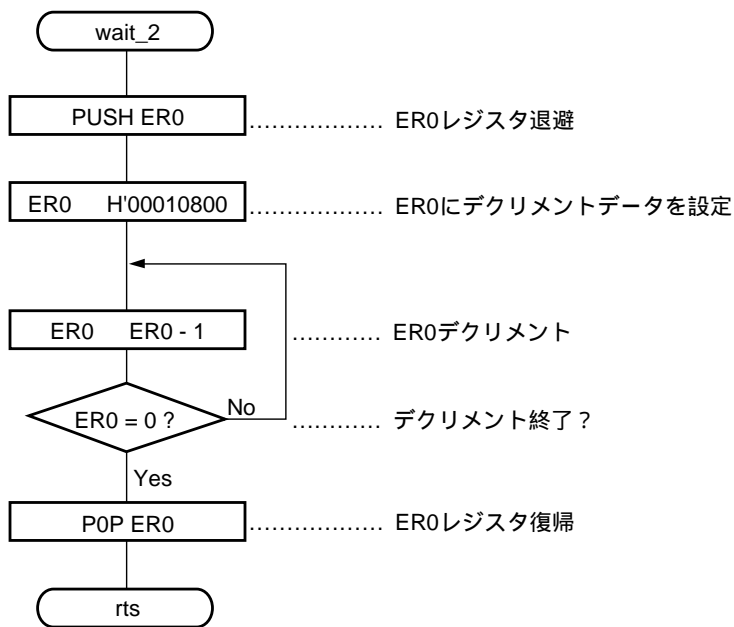 wait_2
PUSH ER0 .................. ER0レジスタ退避
ER0 H'00010800 .................. ER0にデクリメントデータを設定
ER0 ER0 - 1 ............ ER0デクリメント
ER0 = 0 ? No ............ デクリメント終了？
Yes
P0P ER0 .................. ER0レジスタ復帰
rts